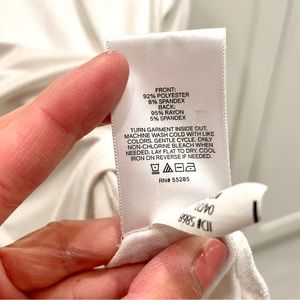 FRONT:
92% POLYESTER
8% SPANDEX
BACK:
95% RAYON
5% SPANDEX
TURN GARMENT INSIDE OUT.
MACHINE WASH COLD WITH LIKE
COLORS. GENTLE CYCLE. ONLY
NON-CHLORINE BLEACH WHEN
NEEDED. LAY FLAT TO DRY. COOL
IRON ON REVERSE IF NEEDED.
RN# 55285
ID# 5868